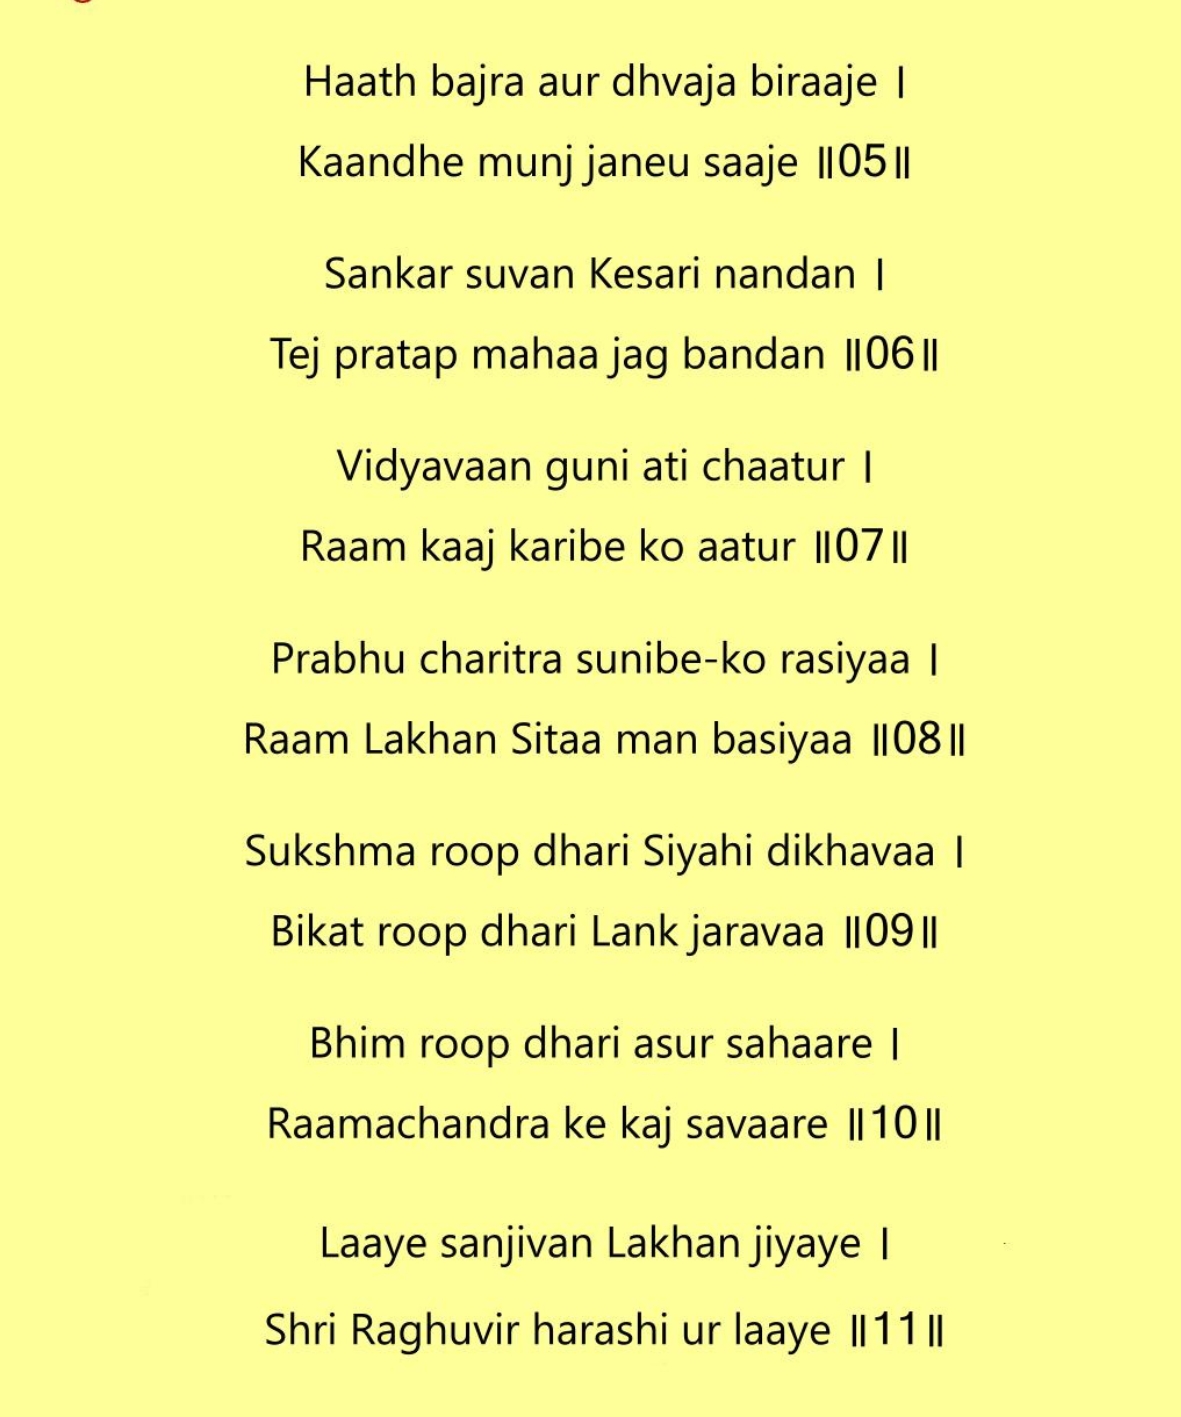 Haath bajra aur dhvaja biraaje |
Kaandhe munj janeu saaje ||05||
Sankar suvan Kesari nandan |
Tej pratap mahaa jag bandan ||06||
Vidyavaan guni ati chaatur |
Raam kaaj karibe ko aatur ||07||
Prabhu charitra sunibe-ko rasiyaa |
Raam Lakhan Sitaa man basiyaa ||08||
Sukshma roop dhari Siyahi dikhavaa |
Bikat roop dhari Lank jaravaa ||09||
Bhim roop dhari asur sahaare |
Raamachandra ke kaj savaare ||10||
Laaye sanjivan Lakhan jiyaye |
Shri Raghuvir harashi ur laaye ||11||